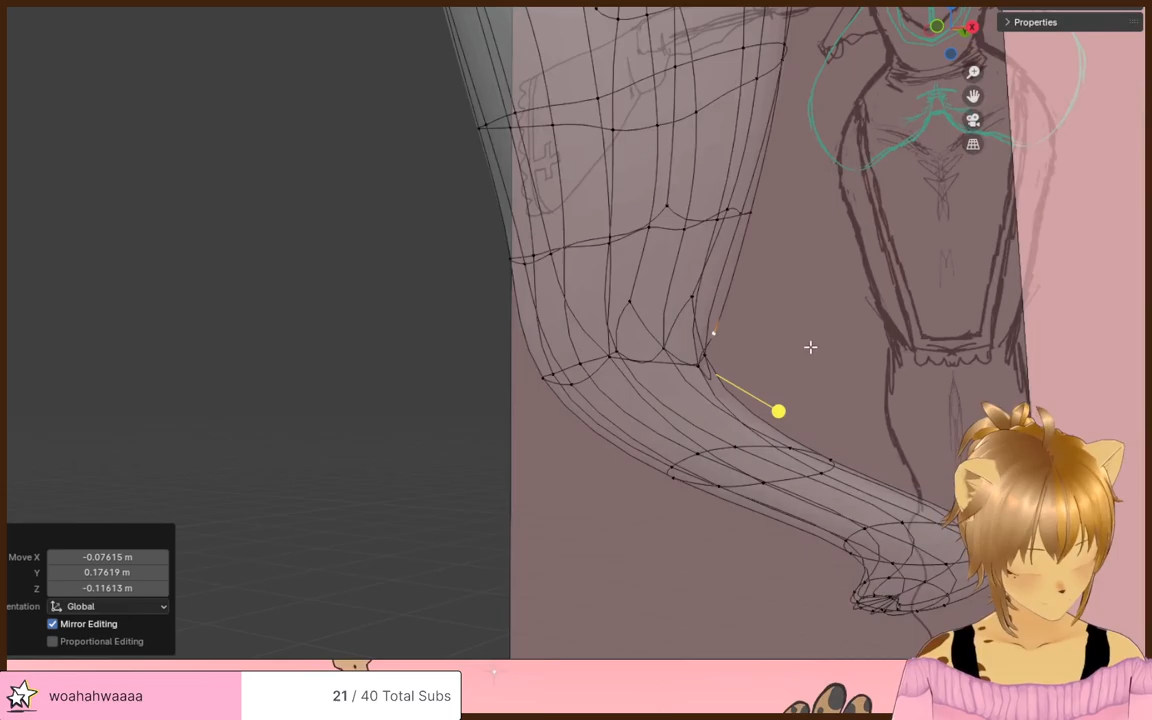 Properties
X
Move X -0.07615 m
Y 0.17619 m
Z -0.11613 m
entation Global
Mirror Editing
Proportional Editing
woahahwaaaa
21 / 40 Total Subs